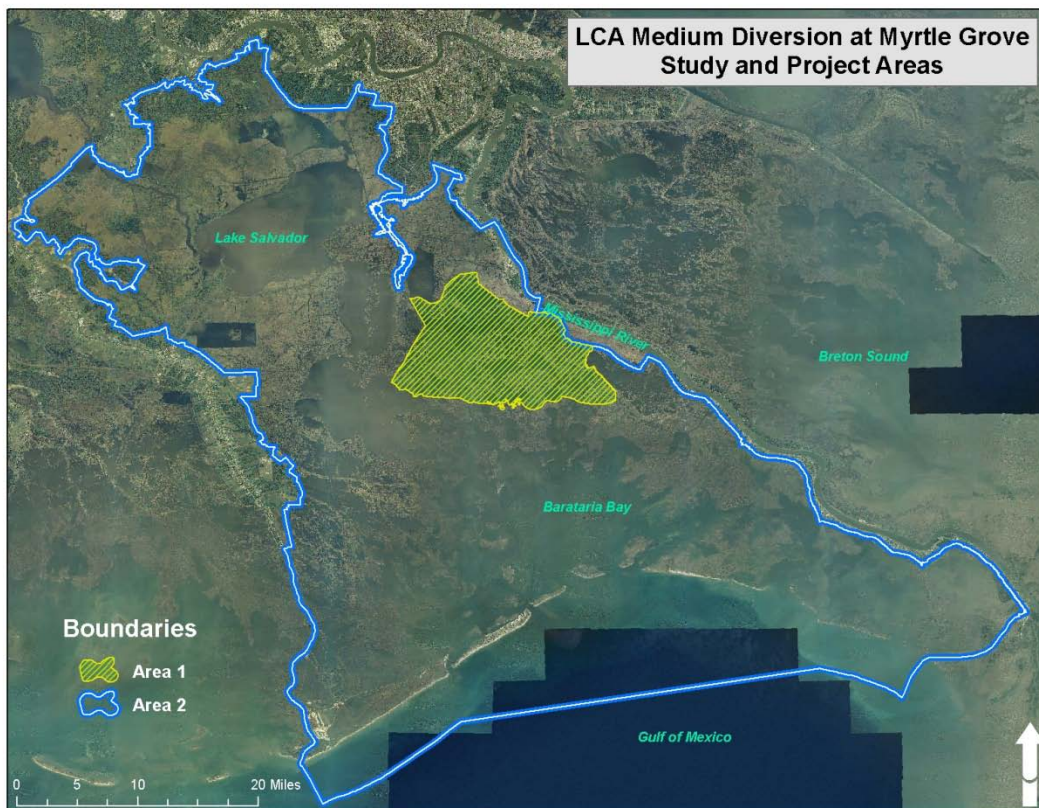 LCA Medium Diversion at Myrtle Grove
Study and Project Areas
Lake Salvador
Mississippi River
Breton Sound
Barataria Bay
Gulf of Mexico
Boundaries
Area 1
Area 2
0 5 10 20 Miles